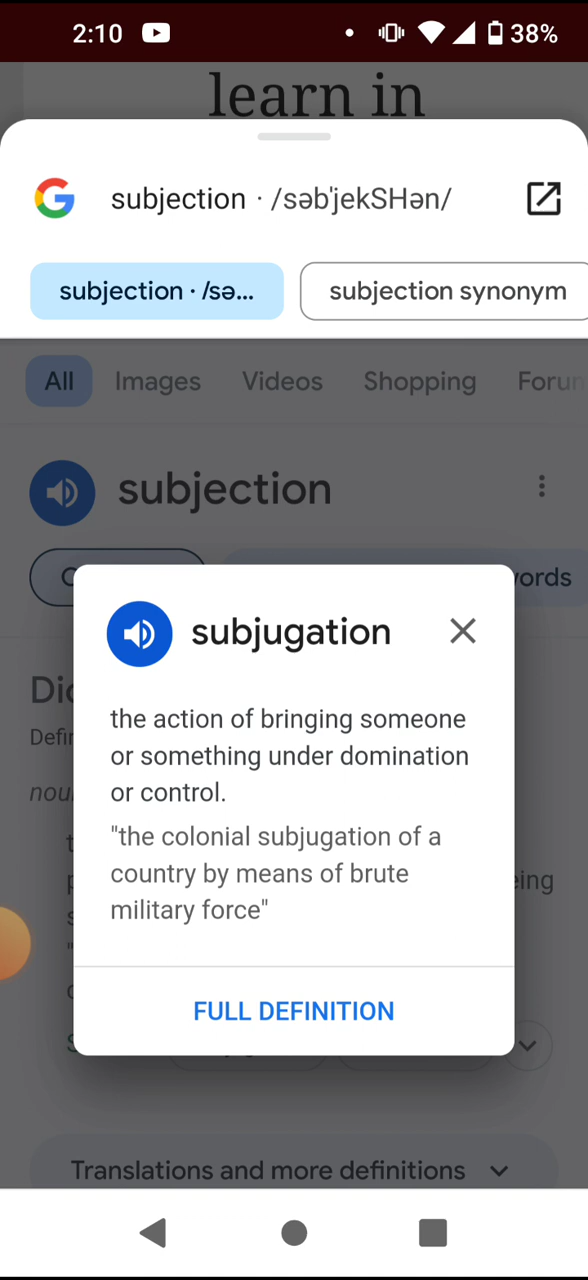 2:10
38%
learn in
subjection · /səbˈjekSHən/
subjection · /sə...
subjection synonym
All Images Videos Shopping
subjection
subjugation
the action of bringing someone
or something under domination
or control.
"the colonial subjugation of a
country by means of brute
military force"
FULL DEFINITION
Translations and more definitions